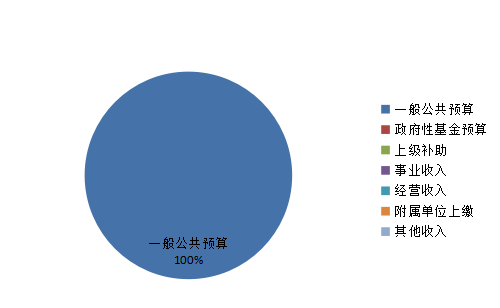 一般公共预算
100%
一般公共预算
政府性基金预算
上级补助
事业收入
经营收入
附属单位上缴
其他收入